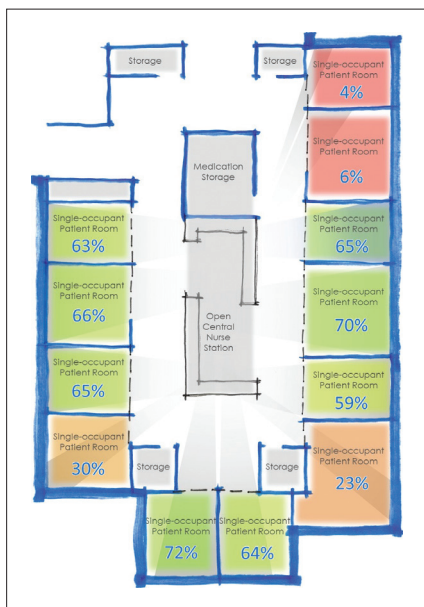 Storage
Storage
Single-occupant
Patient Room
4%
Single-occupant
Patient Room
6%
Medication
Storage
Single-occupant
Patient Room
63%
Single-occupant
Patient Room
65%
Single-occupant
Patient Room
66%
Single-occupant
Patient Room
70%
Open
Central
Nurse
Station
Single-occupant
Patient Room
65%
Single-occupant
Patient Room
59%
Single-occupant
Patient Room
30%
Storage
Storage
Single-occupant
Patient Room
23%
Single-occupant
Patient Room
72%
Single-occupant
Patient Room
64%